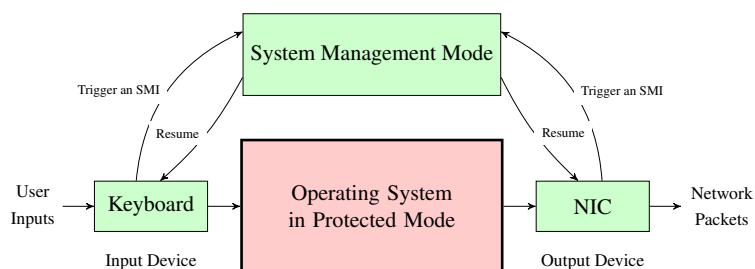 System Management Mode
Trigger an SMI
Trigger an SMI
Resume
Resume
User
Inputs
Keyboard
Operating System
in Protected Mode
NIC
Network
Packets
Input Device
Output Device